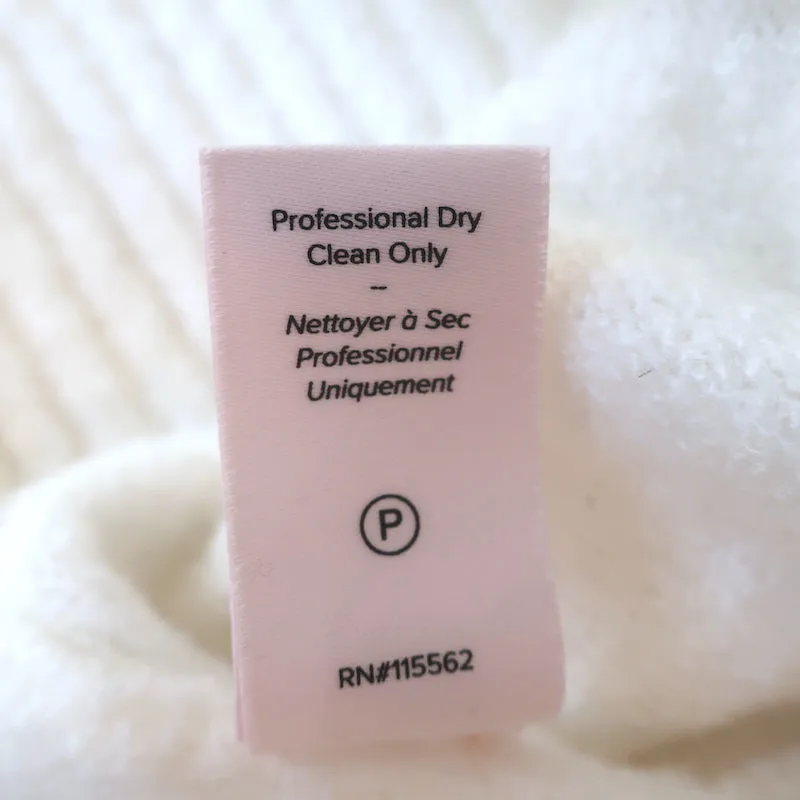 Professional Dry
Clean Only
–
Nettoyer à Sec
Professionnel
Uniquement
P
RN#115562